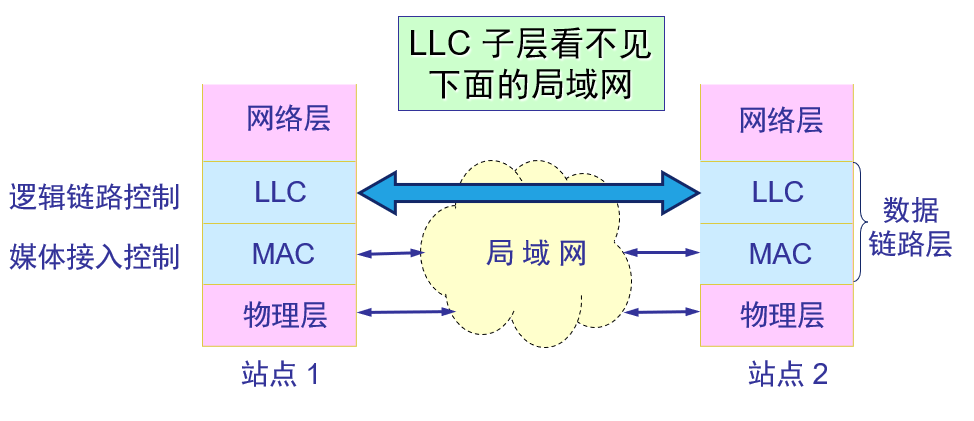 LLC 子层看不见
下面的局域网
网络层
网络层
逻辑链路控制
LLC
LLC
数据
链路层
媒体接入控制
MAC
局 域 网
MAC
物理层
物理层
站点 1
站点 2